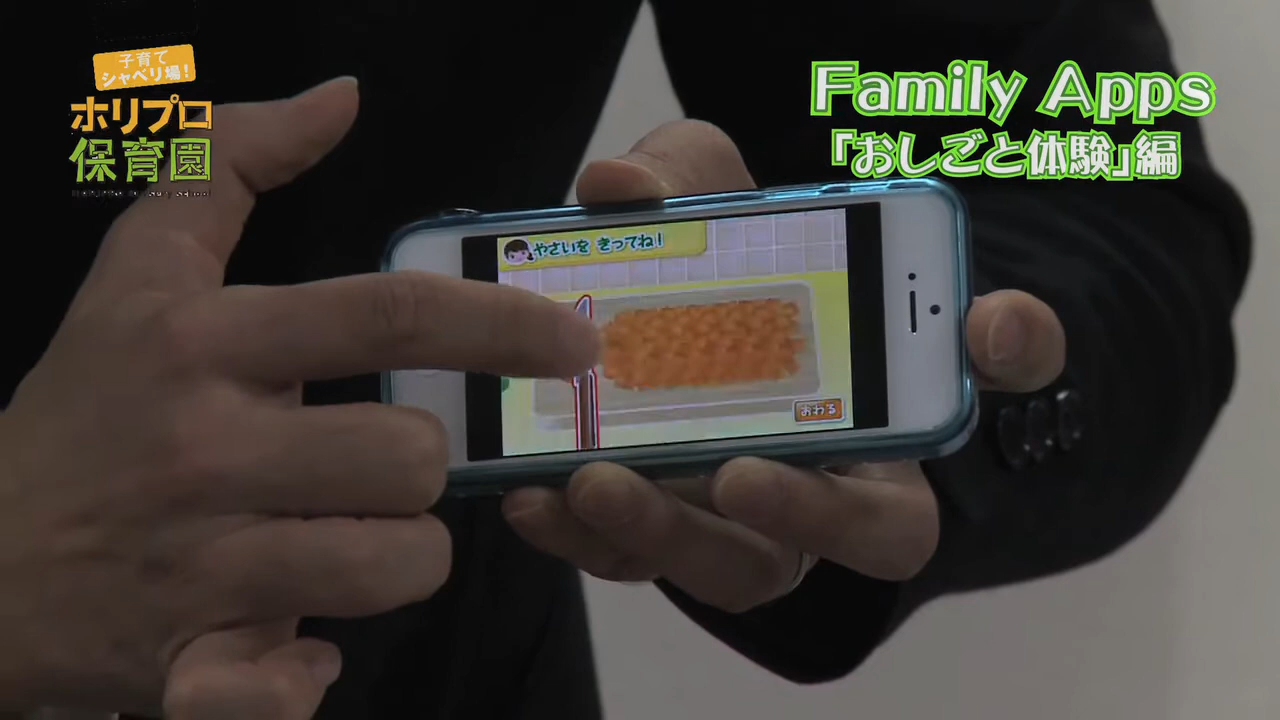 子育て
シャベリ場!
ホリプロ
保育園
Family Apps
「おしごと体験」編
やさいを きってね!
おわる